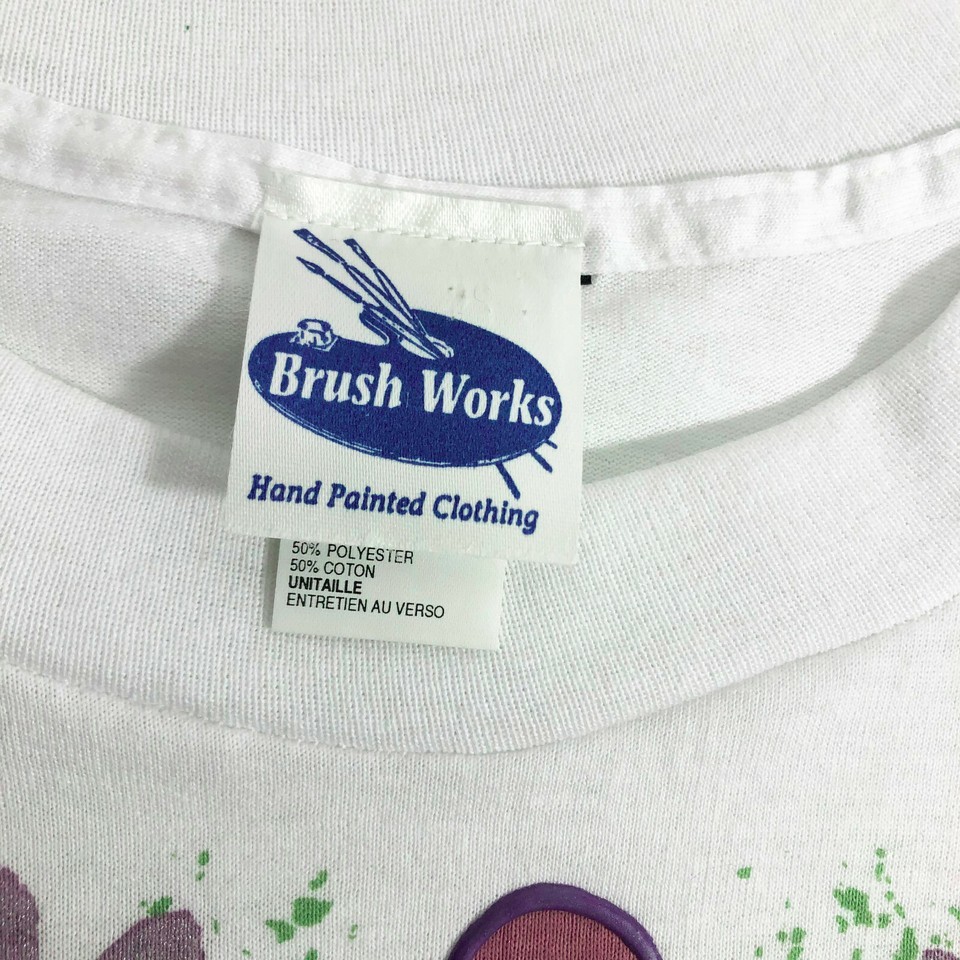 Brush Works
Hand Painted Clothing
50% POLYESTER
50% COTON
UNITAILLE
ENTRETIEN AU VERSO